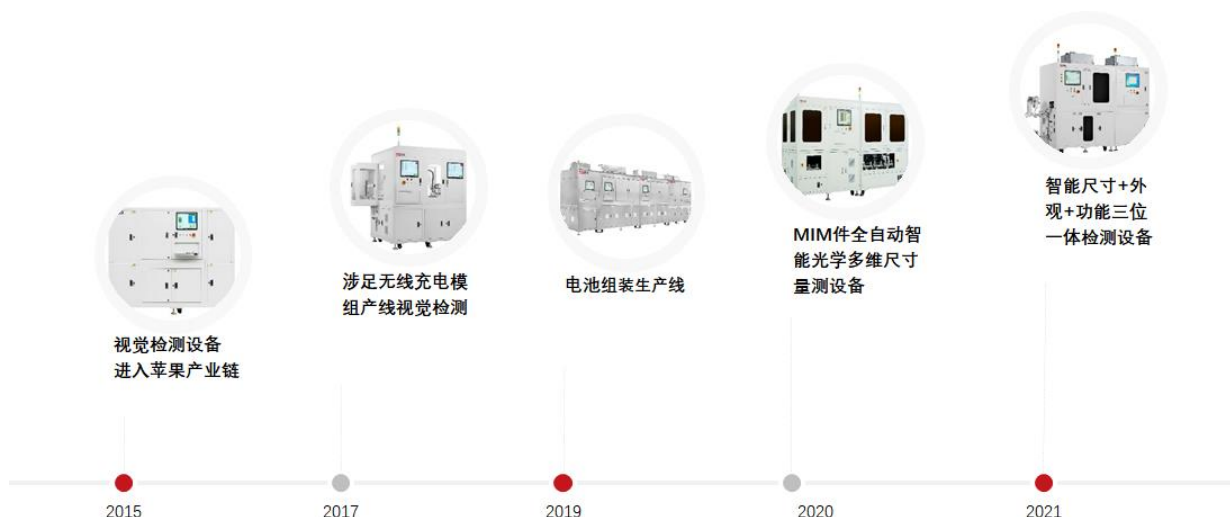 视觉检测设备
进入苹果产业链
涉足无线充电模
组产线视觉检测
电池组装生产线
MIM件全自动智
能光学多维尺寸
量测设备
智能尺寸+外
观+功能三位
一体检测设备
2015
2017
2019
2020
2021